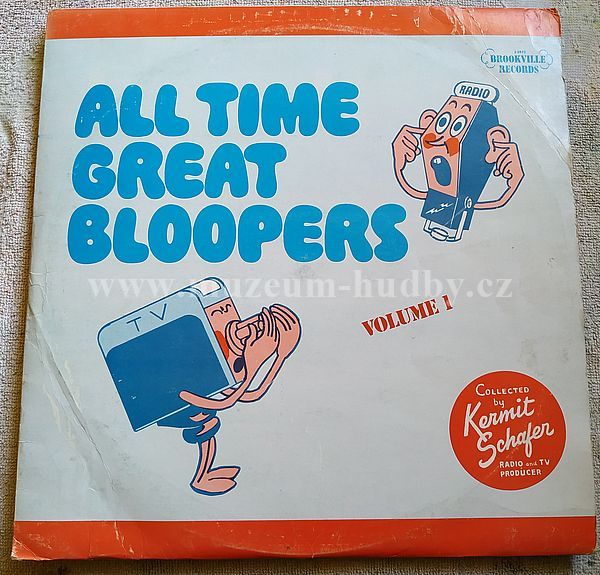 © 1973
BROOKVILLE
RECORDS
RADIO
ALL TIME
GREAT
BLOOPERS
www.muzeum-hudby.cz
VOLUME 1
TV
COLLECTED
by
Kermit
Schafer
RADIO and TV
PRODUCER